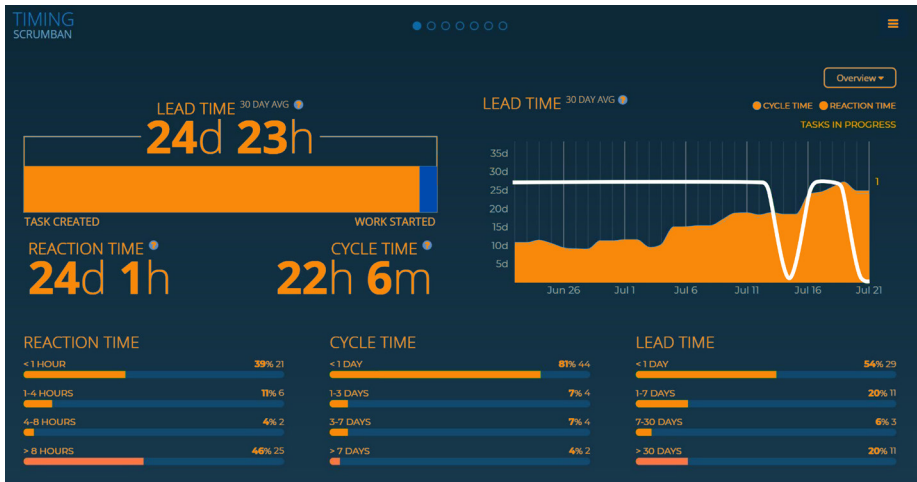 TIMING
SCRUMBAN
Overview
LEAD TIME 30 DAY AVG ?
24d 23h
TASK CREATED
WORK STARTED
REACTION TIME ?
24d 1h
CYCLE TIME ?
22h 6m
LEAD TIME 30 DAY AVG ?
CYCLE TIME
REACTION TIME
TASKS IN PROGRESS
35d
30d
25d
20d
15d
10d
5d
1
Jun 26
Jul 1
Jul 6
Jul 11
Jul 16
Jul 21
REACTION TIME
< 1 HOUR 39% 21
1-4 HOURS 11% 6
4-8 HOURS 4% 2
> 8 HOURS 46% 25
CYCLE TIME
< 1 DAY 81% 44
1-3 DAYS 7% 4
3-7 DAYS 7% 4
> 7 DAYS 4% 2
LEAD TIME
< 1 DAY 54% 29
1-7 DAYS 20% 11
7-30 DAYS 6% 3
> 30 DAYS 20% 11